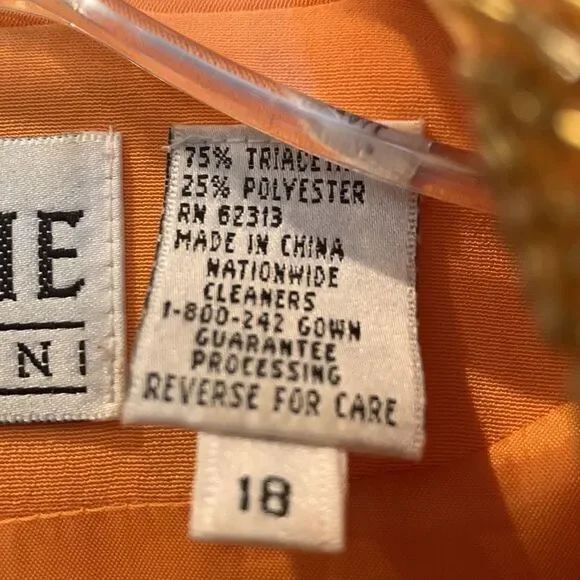 75%
25% POLYESTER
RN 62313
MADE IN CHINA
NATIONWIDE
CLEANERS
1-800-242 GOWN
GUARANTEE
PROCESSING
REVERSE FOR CARE
18